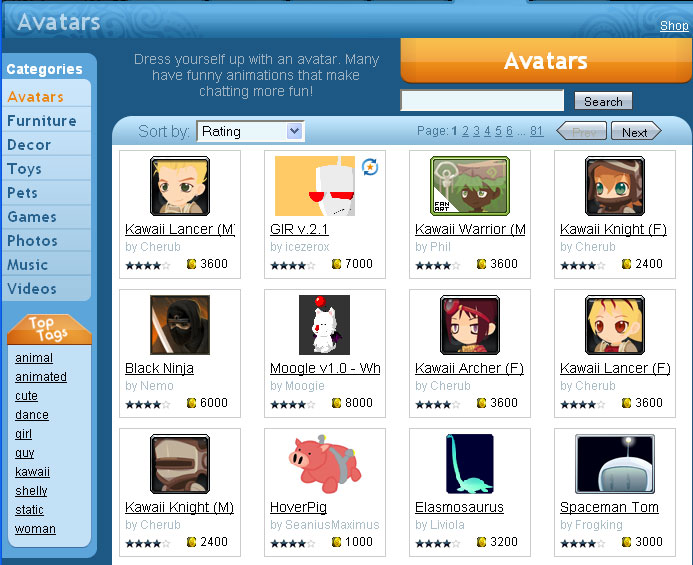 Avatars
Shop
Categories
Avatars
Furniture
Decor
Toys
Pets
Games
Photos
Music
Videos
Top
Tags
animal
animated
cute
dance
girl
guy
kawaii
shelly
static
woman
Dress yourself up with an avatar. Many
have funny animations that make
chatting more fun!
Avatars
Search
Sort by: Rating
Page: 1 2 3 4 5 6 ... 81
Prev Next
Kawaii Lancer (M)
by Cherub
3600
GIR v.2.1
by icezerox
7000
FAN
ART
Kawaii Warrior (M
by Phil
3600
Kawaii Knight (F)
by Cherub
2400
Black Ninja
by Nemo
6000
Moogle v1.0 - Wh
by Moogie
8000
Kawaii Archer (F)
by Cherub
3600
Kawaii Lancer (F)
by Cherub
3600
Kawaii Knight (M)
by Cherub
2400
HoverPig
by SeaniusMaximus
1000
Elasmosaurus
by Liviola
3200
Spaceman Tom
by Frogking
3000